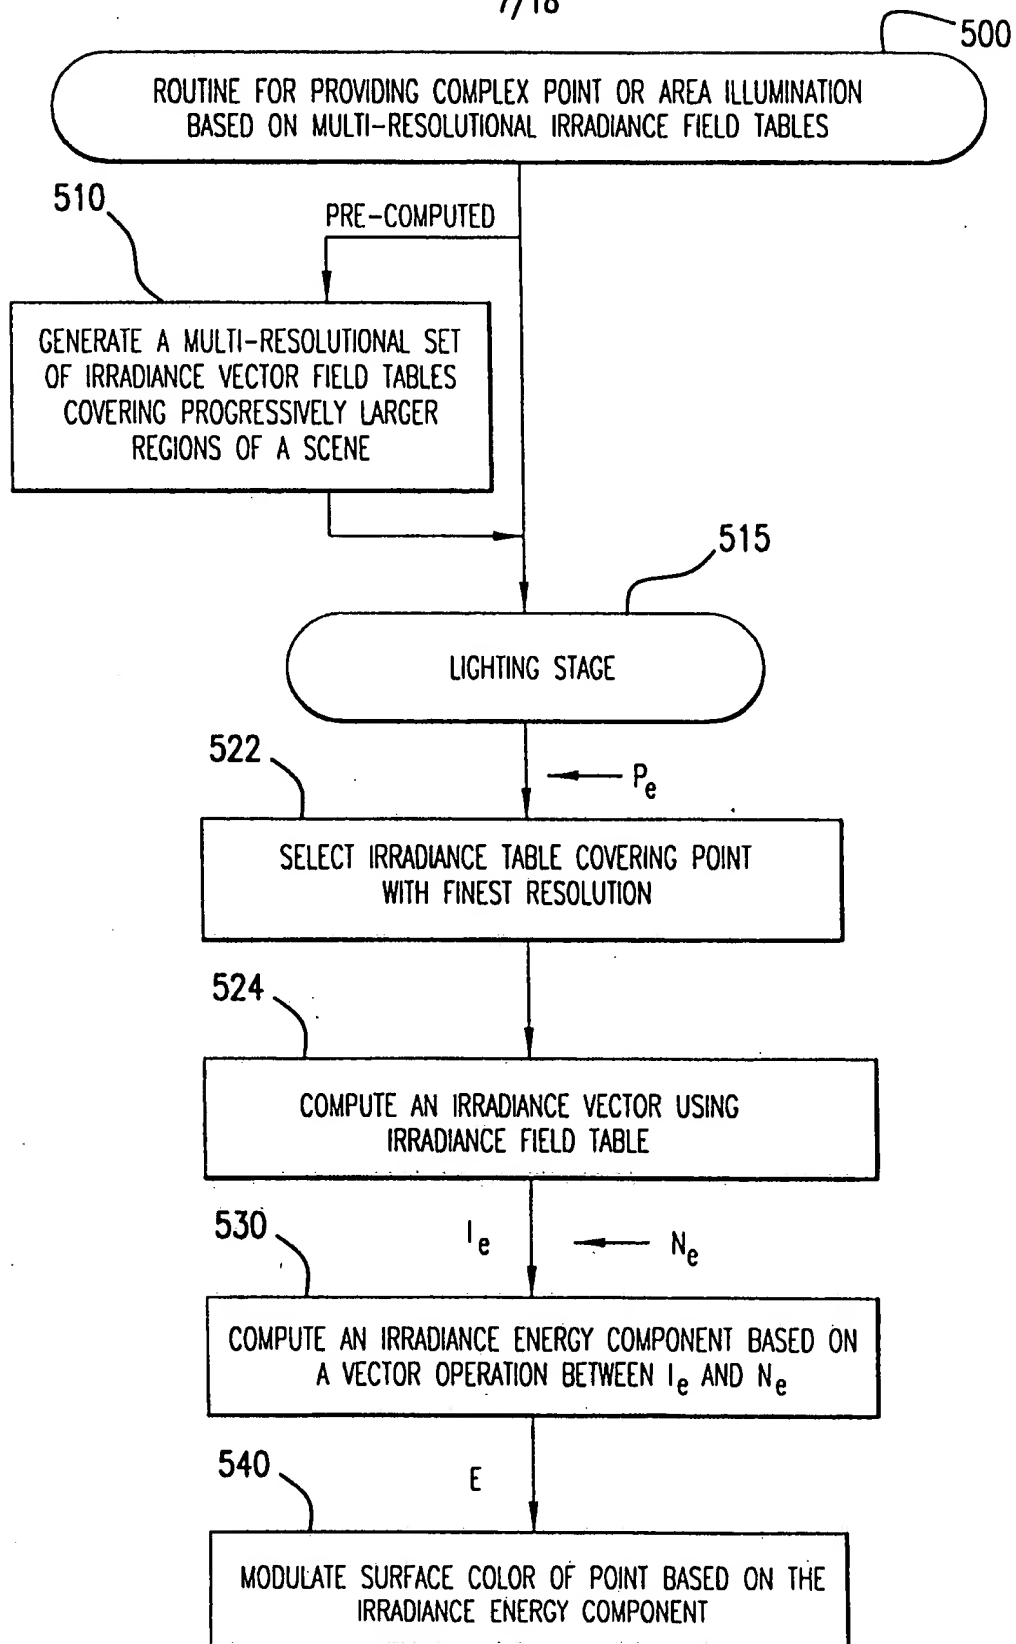 7/18
500
ROUTINE FOR PROVIDING COMPLEX POINT OR AREA ILLUMINATION
BASED ON MULTI-RESOLUTIONAL IRRADIANCE FIELD TABLES
510
PRE-COMPUTED
GENERATE A MULTI-RESOLUTIONAL SET
OF IRRADIANCE VECTOR FIELD TABLES
COVERING PROGRESSIVELY LARGER
REGIONS OF A SCENE
515
LIGHTING STAGE
522
Pe
SELECT IRRADIANCE TABLE COVERING POINT
WITH FINEST RESOLUTION
524
COMPUTE AN IRRADIANCE VECTOR USING
IRRADIANCE FIELD TABLE
530
Ie
Ne
COMPUTE AN IRRADIANCE ENERGY COMPONENT BASED ON
A VECTOR OPERATION BETWEEN Ie AND Ne
540
E
MODULATE SURFACE COLOR OF POINT BASED ON THE
IRRADIANCE ENERGY COMPONENT